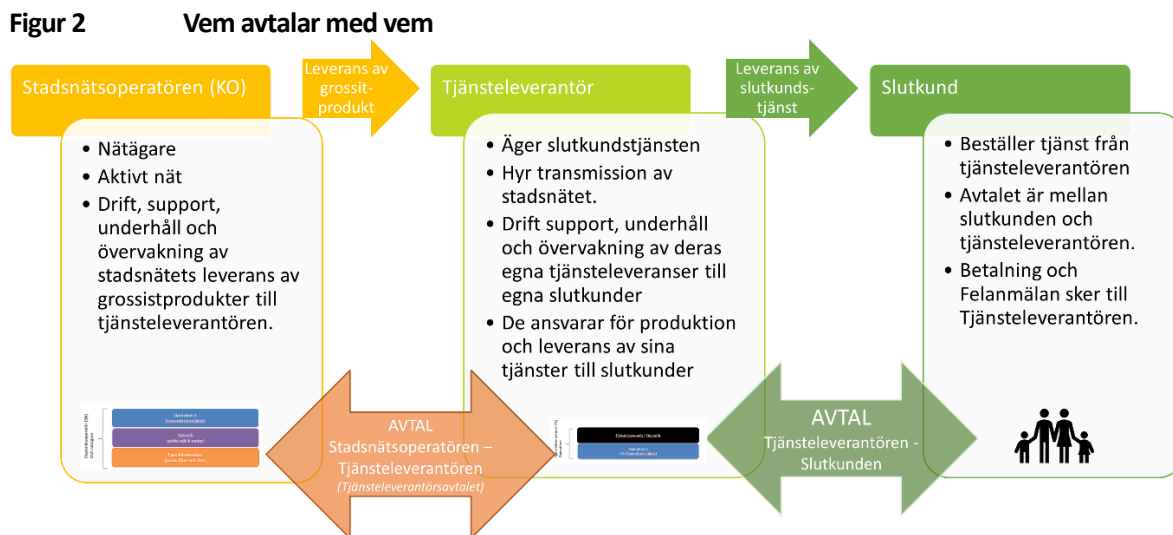 Figur 2 Vem avtalar med vem
Stadsnätsoperatören (KO)
Leverans av
grossit-
produkt
Tjänsteleverantör
Leverans av
slutkunds-
tjänst
Slutkund
• Nätägare
• Aktivt nät
• Drift, support,
underhåll och
övervakning av
stadsnätets leverans av
grossistprodukter till
tjänsteleverantören.
• Äger slutkundstjänsten
• Hyr transmission av
stadsnätet.
• Drift support, underhåll
och övervakning av deras
egna tjänsteleveranser till
egna slutkunder
• De ansvarar för produktion
och leverans av sina
tjänster till slutkunder
• Beställer tjänst från
tjänsteleverantören
• Avtalet är mellan
slutkunden och
tjänsteleverantören.
• Betalning och
Felanmälan sker till
Tjänsteleverantören.
AVTAL
Stadsnätsoperatören –
Tjänsteleverantören
(Tjänsteleverantörsavtalet)
AVTAL
Tjänsteleverantören -
Slutkunden